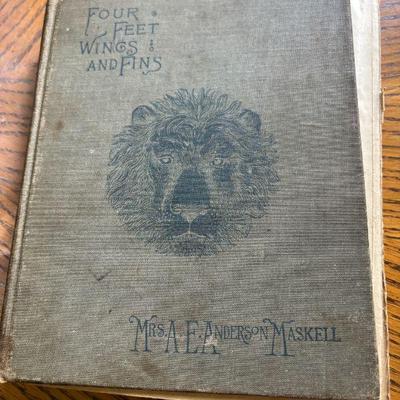 FOUR
FEET
WINGS
AND FINS
MRS. A. E. ANDERSON MASKELL